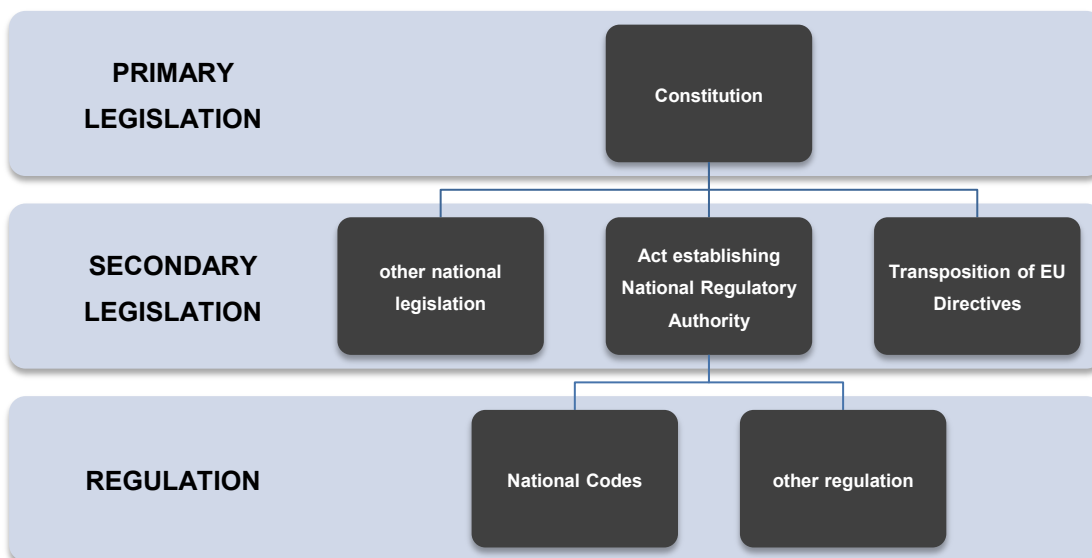 PRIMARY
LEGISLATION
Constitution
SECONDARY
LEGISLATION
other national
legislation
Act establishing
National Regulatory
Authority
Transposition of EU
Directives
REGULATION
National Codes
other regulation